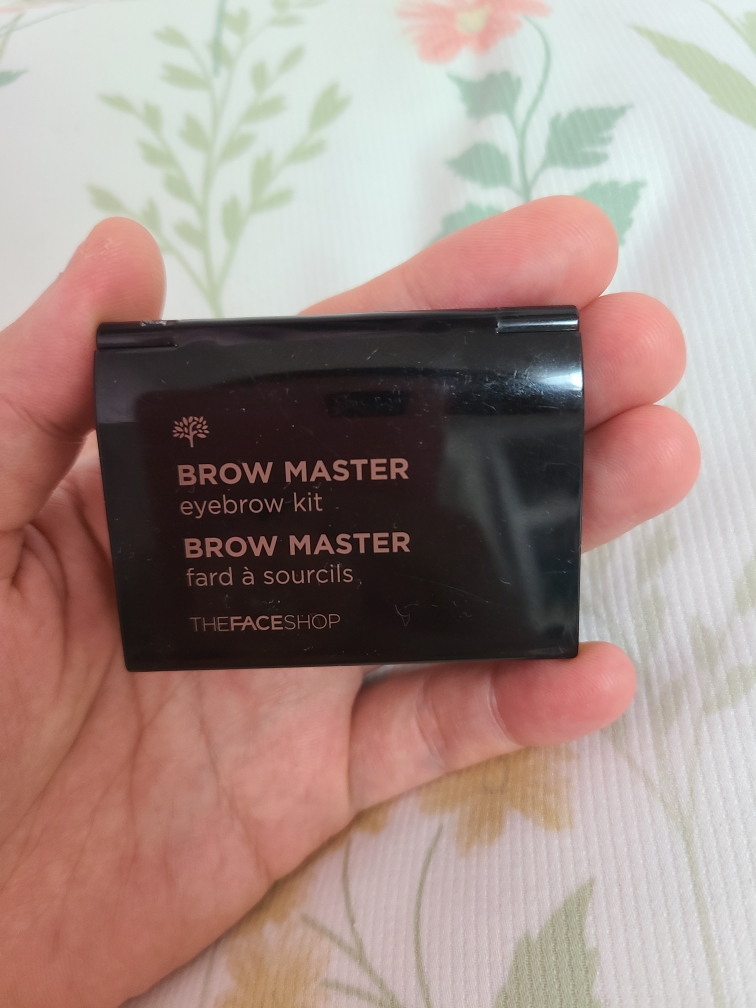 BROW MASTER
eyebrow kit
BROW MASTER
fard à sourcils
THEFACESHOP